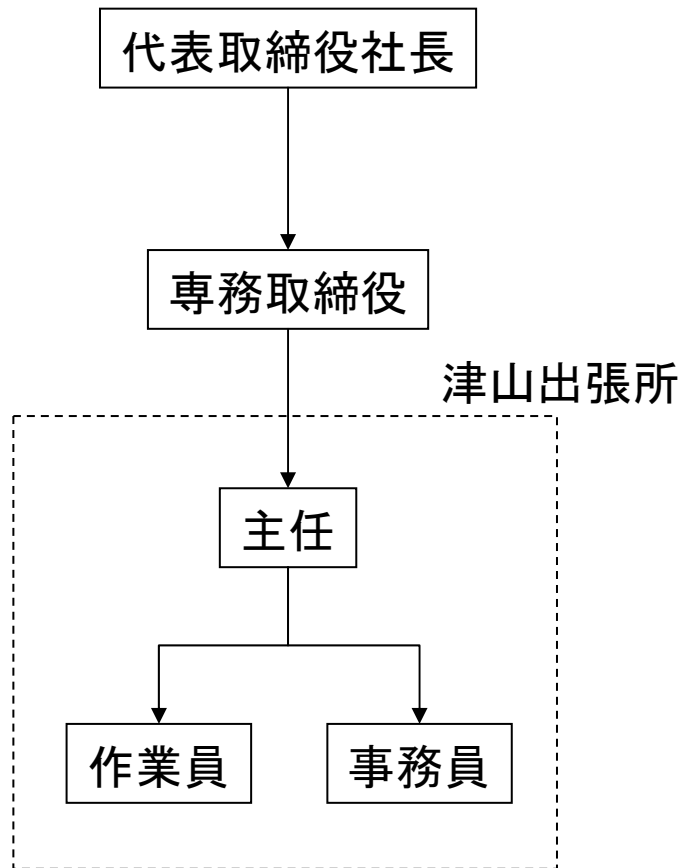 代表取締役社長
専務取締役
津山出張所
主任
作業員
事務員